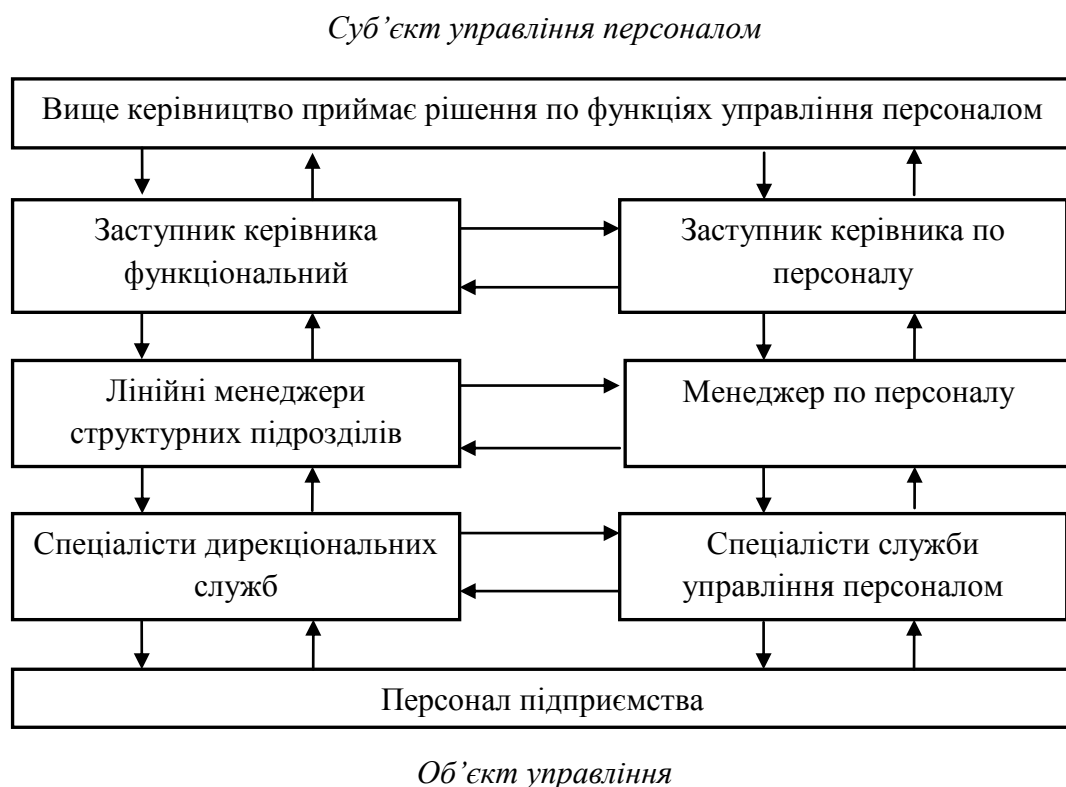 Суб’єкт управління персоналом
Вище керівництво приймає рішення по функціях управління персоналом
Заступник керівника
функціональний
Заступник керівника по
персоналу
Лінійні менеджери
структурних підрозділів
Менеджер по персоналу
Спеціалісти дирекціональних
служб
Спеціалісти служби
управління персоналом
Персонал підприємства
Об’єкт управління